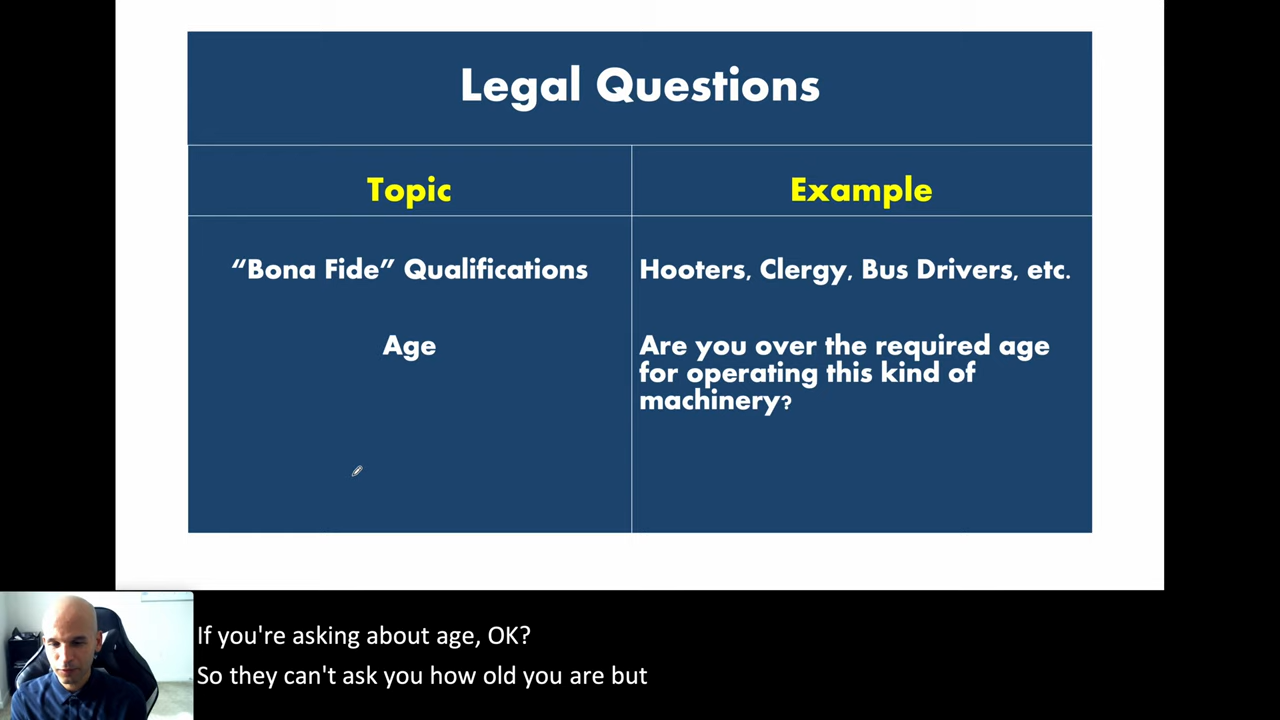 Legal Questions
Topic
Example
“Bona Fide” Qualifications
Hooters, Clergy, Bus Drivers, etc.
Age
Are you over the required age
for operating this kind of
machinery?
If you're asking about age, OK?
So they can't ask you how old you are but